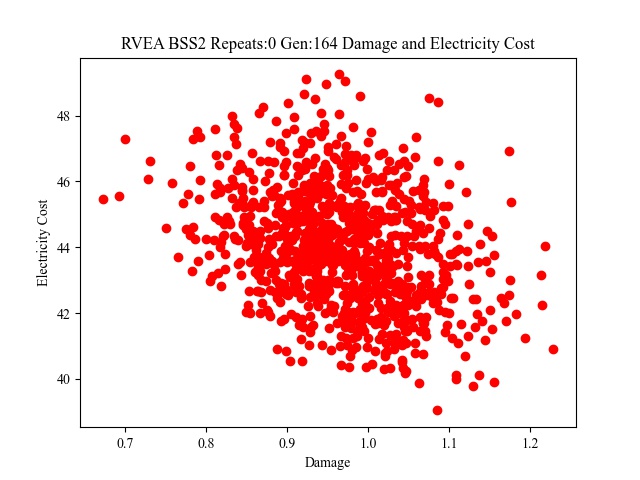 RVEA BSS2 Repeats:0 Gen:164 Damage and Electricity Cost
48
46
44
42
40
Electricity Cost
0.7 0.8 0.9 1.0 1.1 1.2
Damage